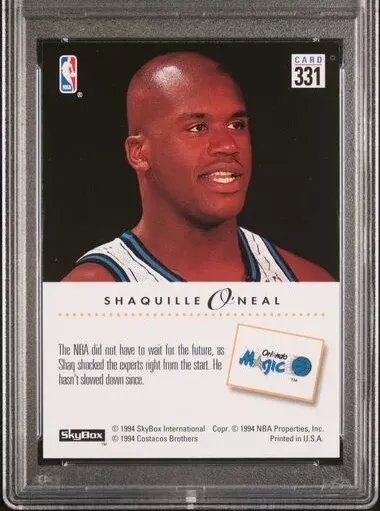 CARD
331
NBA
®
SHAQUILLE O'NEAL
The NBA did not have to wait for the future, as
Shaq shocked the experts right from the start. He
hasn't slowed down since.
Orlando
MAGIC
TM
SkyBox
TM
© 1994 SkyBox International
© 1994 Costacos Brothers
Copr. © 1994 NBA Properties, Inc.
Printed in U.S.A.